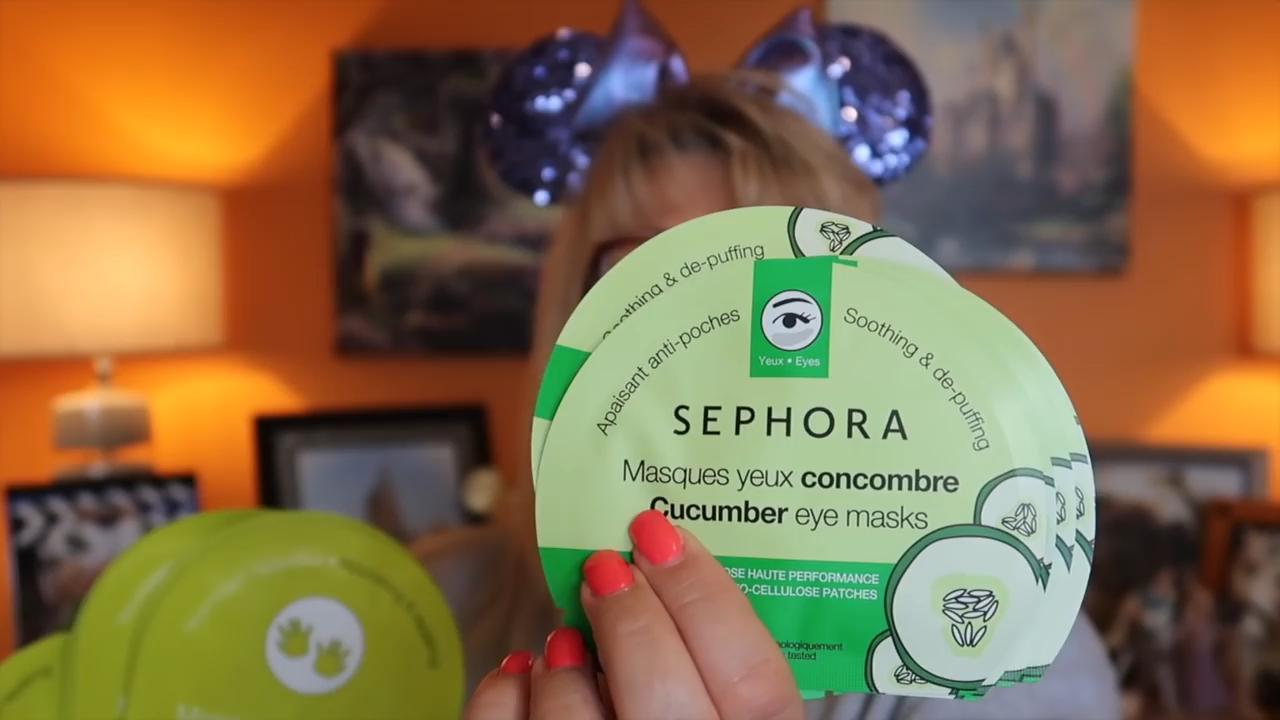 Soothing & de-puffing
Apaisant anti-poches
Soothing & de-puffing
Yeux • Eyes
SEPHORA
Masques yeux concombre
Cucumber eye masks
HAUTE PERFORMANCE
-CELLULOSE PATCHES
tested